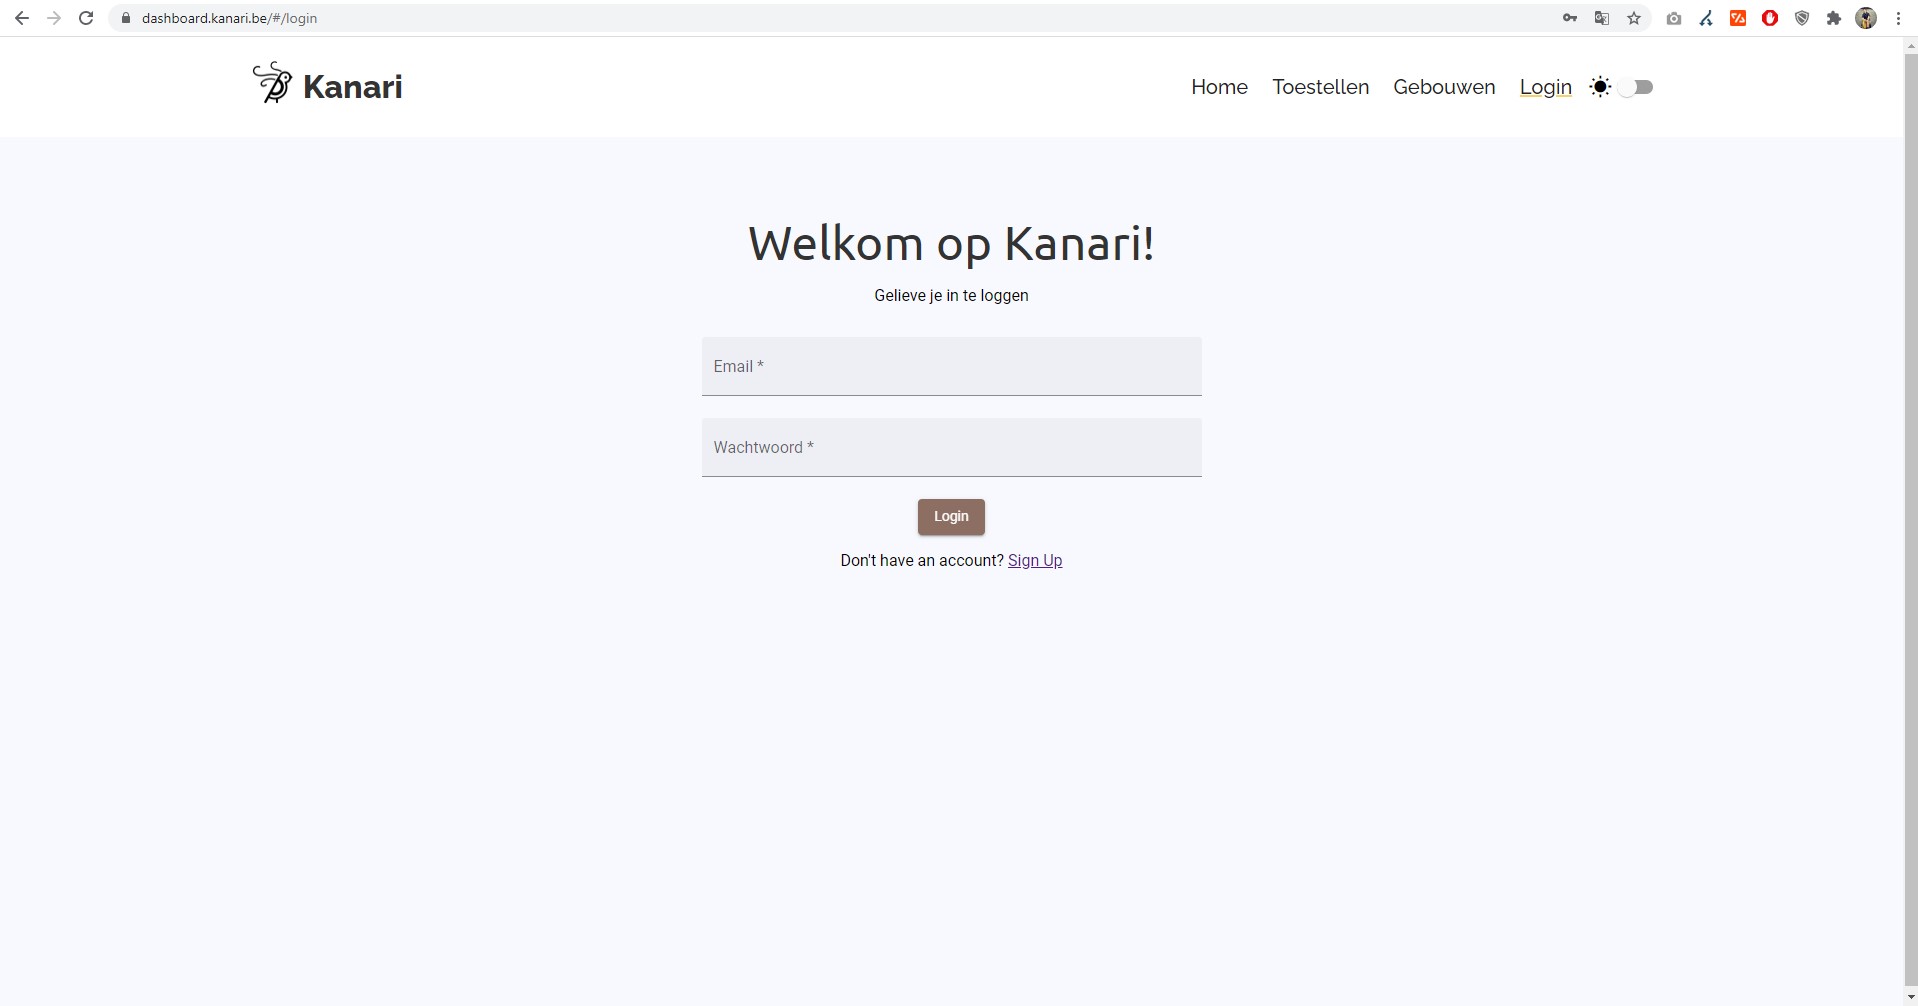 dashboard.kanari.be/#/login
Kanari
Home Toestellen Gebouwen Login
Welkom op Kanari!
Gelieve je in te loggen
Email *
Wachtwoord *
Login
Don't have an account? Sign Up